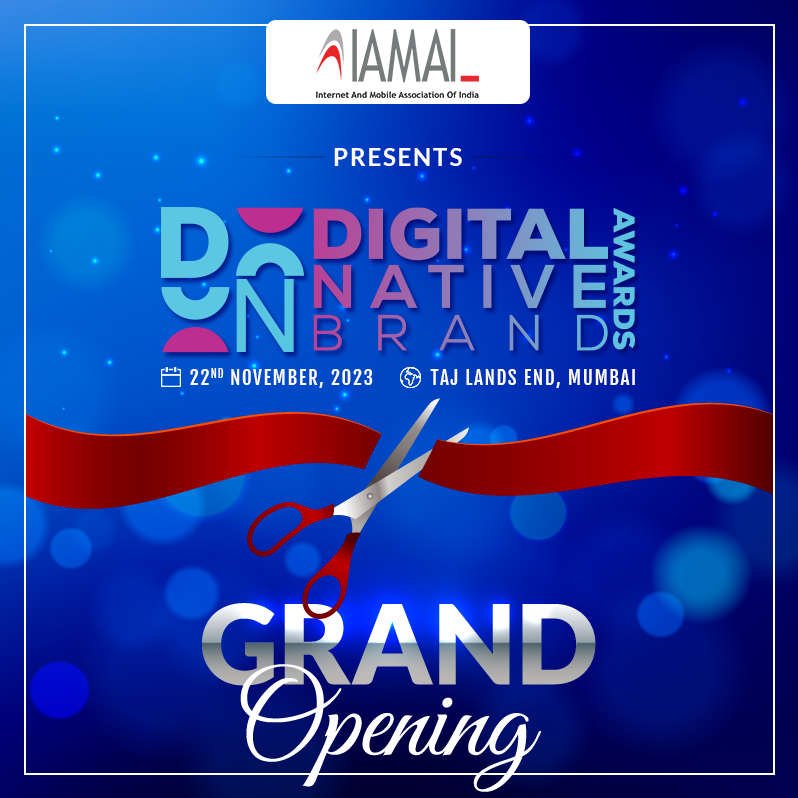 IAMAI_
Internet And Mobile Association Of India
PRESENTS
D
N
DIGITAL
NATIVE
BRAND
AWARDS
22ND NOVEMBER, 2023 TAJ LANDS END, MUMBAI
GRAND
Opening